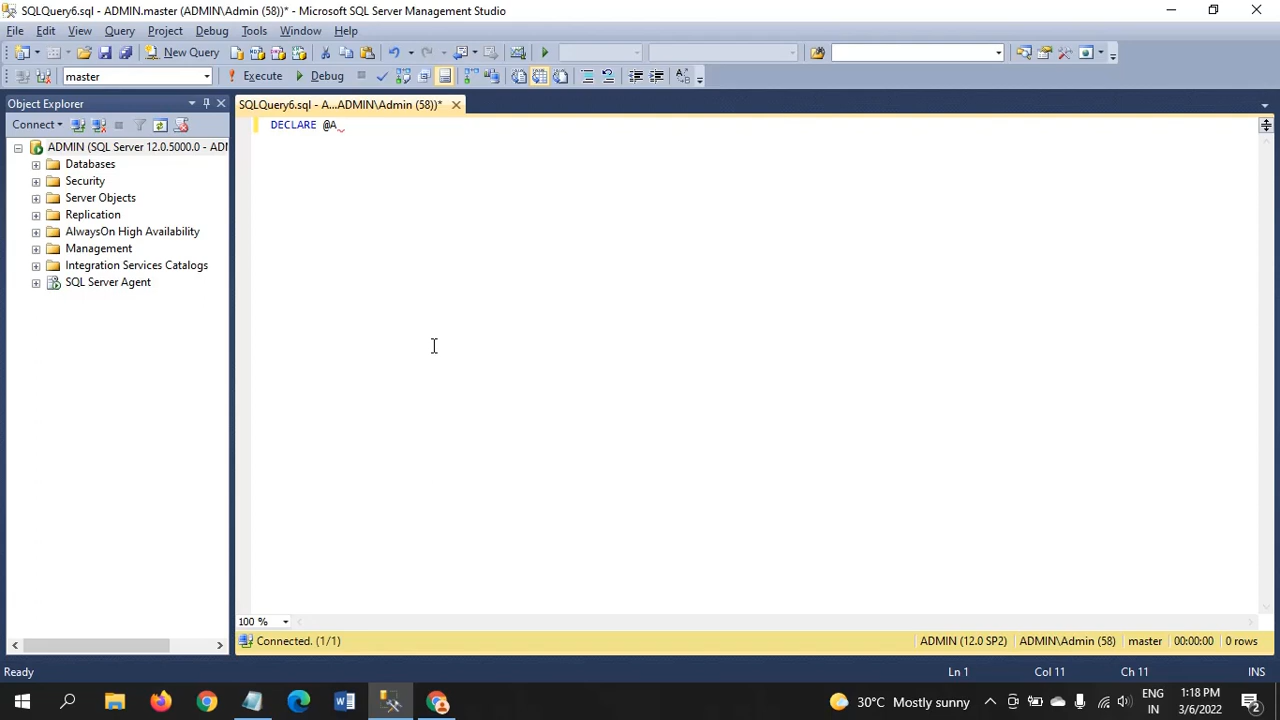 SQLQuery6.sql - ADMIN.master (ADMIN\Admin (58))* - Microsoft SQL Server Management Studio
File Edit View Query Project Debug Tools Window Help
New Query
master Execute Debug
Object Explorer
SQLQuery6.sql - A...ADMIN\Admin (58))*
Connect
DECLARE @A
ADMIN (SQL Server 12.0.5000.0 - ADM
Databases
Security
Server Objects
Replication
AlwaysOn High Availability
Management
Integration Services Catalogs
SQL Server Agent
100 %
Connected. (1/1) ADMIN (12.0 SP2) ADMIN\Admin (58) master 00:00:00 0 rows
Ready Ln 1 Col 11 Ch 11 INS
30°C Mostly sunny
ENG
IN
1:18 PM
3/6/2022
2